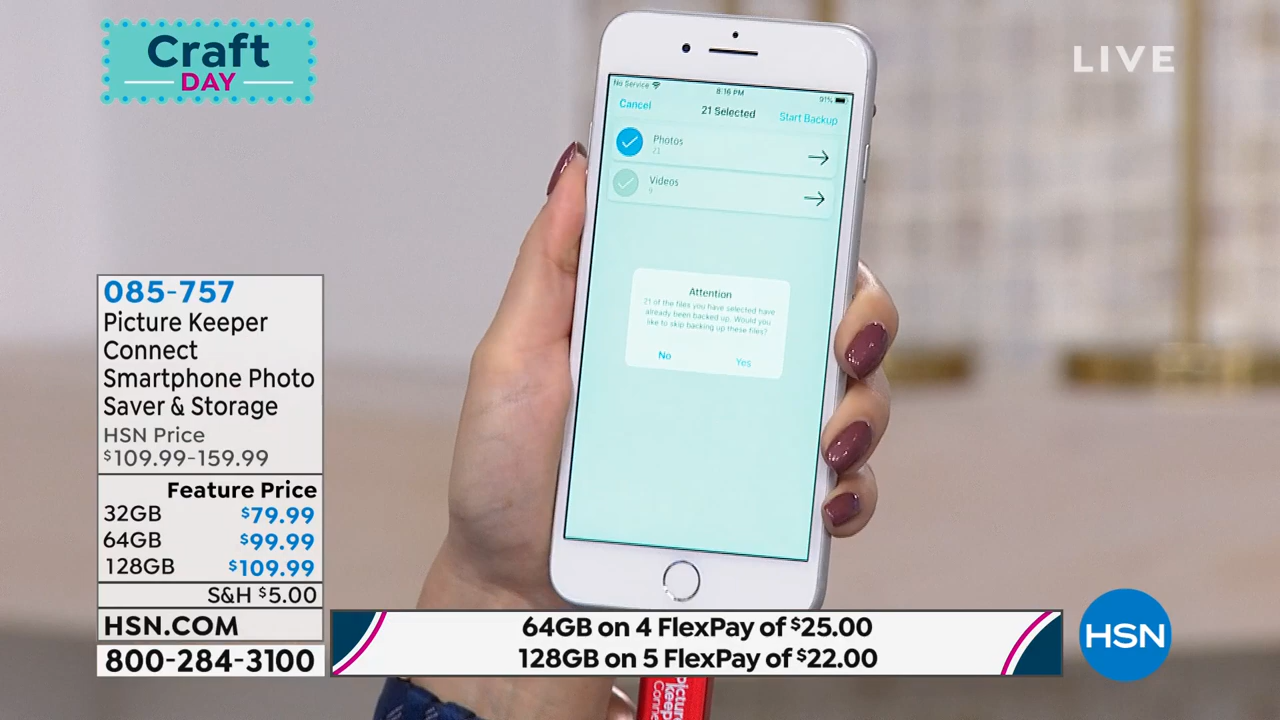 Craft
DAY
LIVE
No Service
8:16 PM
91%
Cancel
21 Selected
Start Backup
Photos
21
Videos
9
Attention
21 of the files you have selected have
already been backed up. Would you
like to skip backing up these files?
No
Yes
085-757
Picture Keeper
Connect
Smartphone Photo
Saver & Storage
HSN Price
$109.99-159.99
Feature Price
32GB $79.99
64GB $99.99
128GB $109.99
S&H $5.00
HSN.COM
800-284-3100
64GB on 4 FlexPay of $25.00
128GB on 5 FlexPay of $22.00
HSN